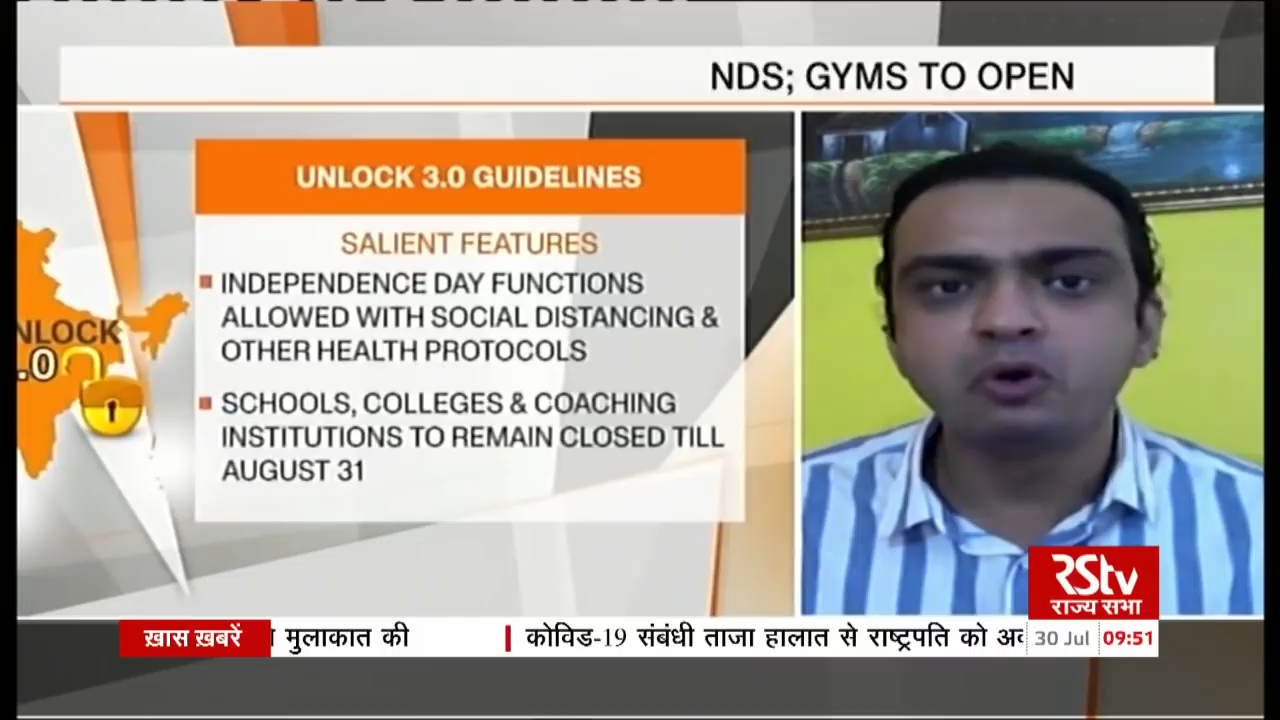 NDS; GYMS TO OPEN
UNLOCK 3.0 GUIDELINES
SALIENT FEATURES
INDEPENDENCE DAY FUNCTIONS
ALLOWED WITH SOCIAL DISTANCING &
OTHER HEALTH PROTOCOLS
SCHOOLS, COLLEGES & COACHING
INSTITUTIONS TO REMAIN CLOSED TILL
AUGUST 31
NLOCK
.0
RStv
राज्य सभा
ख़ास ख़बरें
मुलाकात की
कोविड-19 संबंधी ताजा हालात से राष्ट्रपति को
30 Jul 09:51